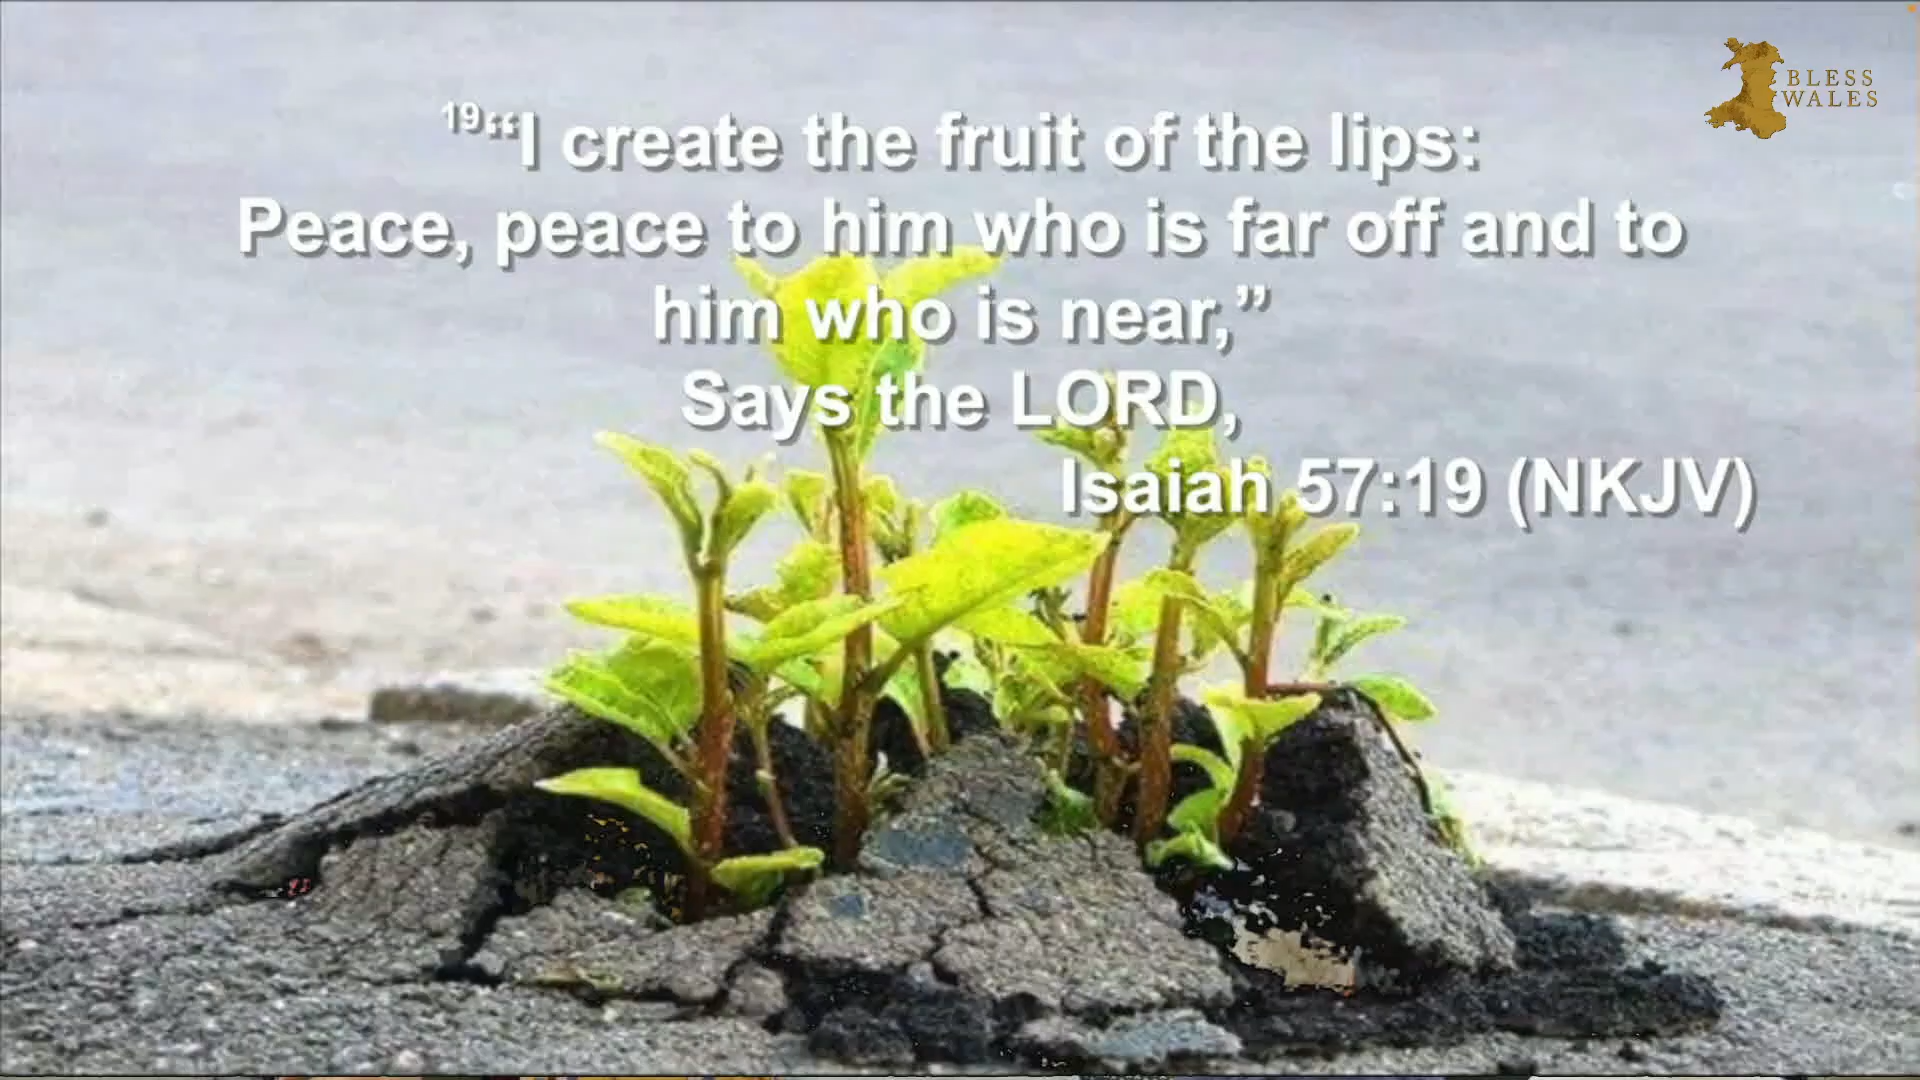 BLESS
WALES
19“I create the fruit of the lips:
Peace, peace to him who is far off and to
him who is near,”
Says the LORD,
Isaiah 57:19 (NKJV)